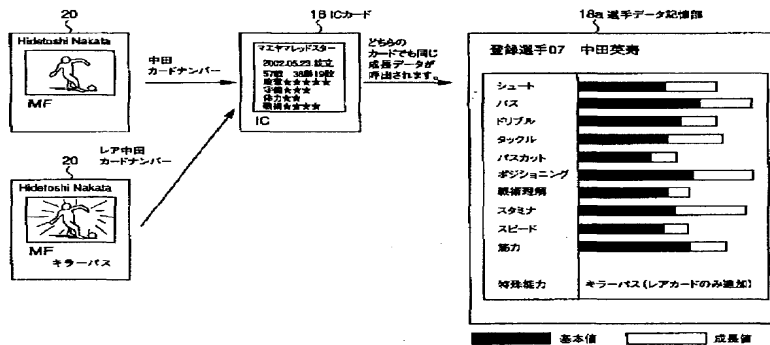 20
Hidetoshi Nakata
MF
中田
カードナンバー
20
レア中田
カードナンバー
Hidetoshi Nakata
MF
キラーパス
18 ICカード
マエヤマレッドスター
2002.05.23 設立
57戦 38勝19敗
★★★★★
守備★★★
体力★★
戦術★★★★
IC
どちらの
カードでも同じ
成長データが
呼出されます。
18a 選手データ記憶部
登録選手07 中田英寿
シュート
パス
ドリブル
タックル
パスカット
ポジショニング
戦術理解
スタミナ
スピード
筋力
特殊能力 キラーパス(レアカードのみ追加)
基本値 成長値